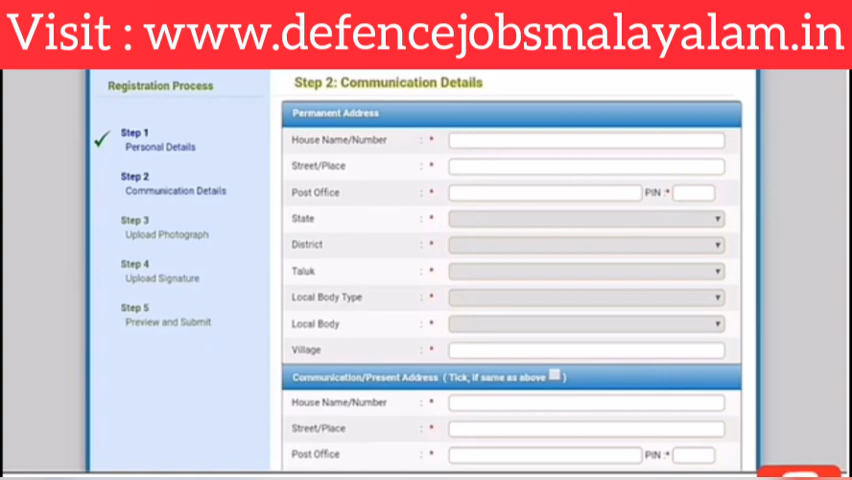 Visit : www.defencejobsmalayalam.in
Registration Process
Step 1
Personal Details
Step 2
Communication Details
Step 3
Upload Photograph
Step 4
Upload Signature
Step 5
Preview and Submit
Step 2: Communication Details
Permanent Address
House Name/Number : *
Street/Place : *
Post Office : * PIN :*
State : *
District : *
Taluk : *
Local Body Type : *
Local Body : *
Village : *
Communication/Present Address ( Tick, if same as above )
House Name/Number : *
Street/Place : *
Post Office : * PIN :*